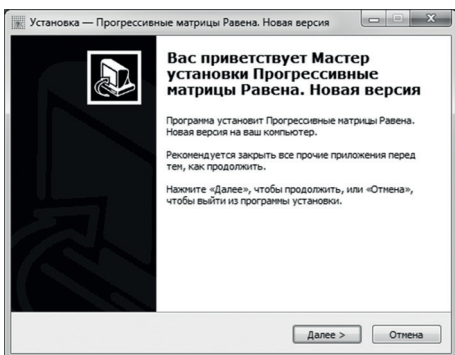 Установка — Прогрессивные матрицы Равена. Новая версия
Вас приветствует Мастер
установки Прогрессивные
матрицы Равена. Новая версия
Программа установит Прогрессивные матрицы Равена.
Новая версия на ваш компьютер.
Рекомендуется закрыть все прочие приложения перед
тем, как продолжить.
Нажмите «Далее», чтобы продолжить, или «Отмена»,
чтобы выйти из программы установки.
Далее >
Отмена